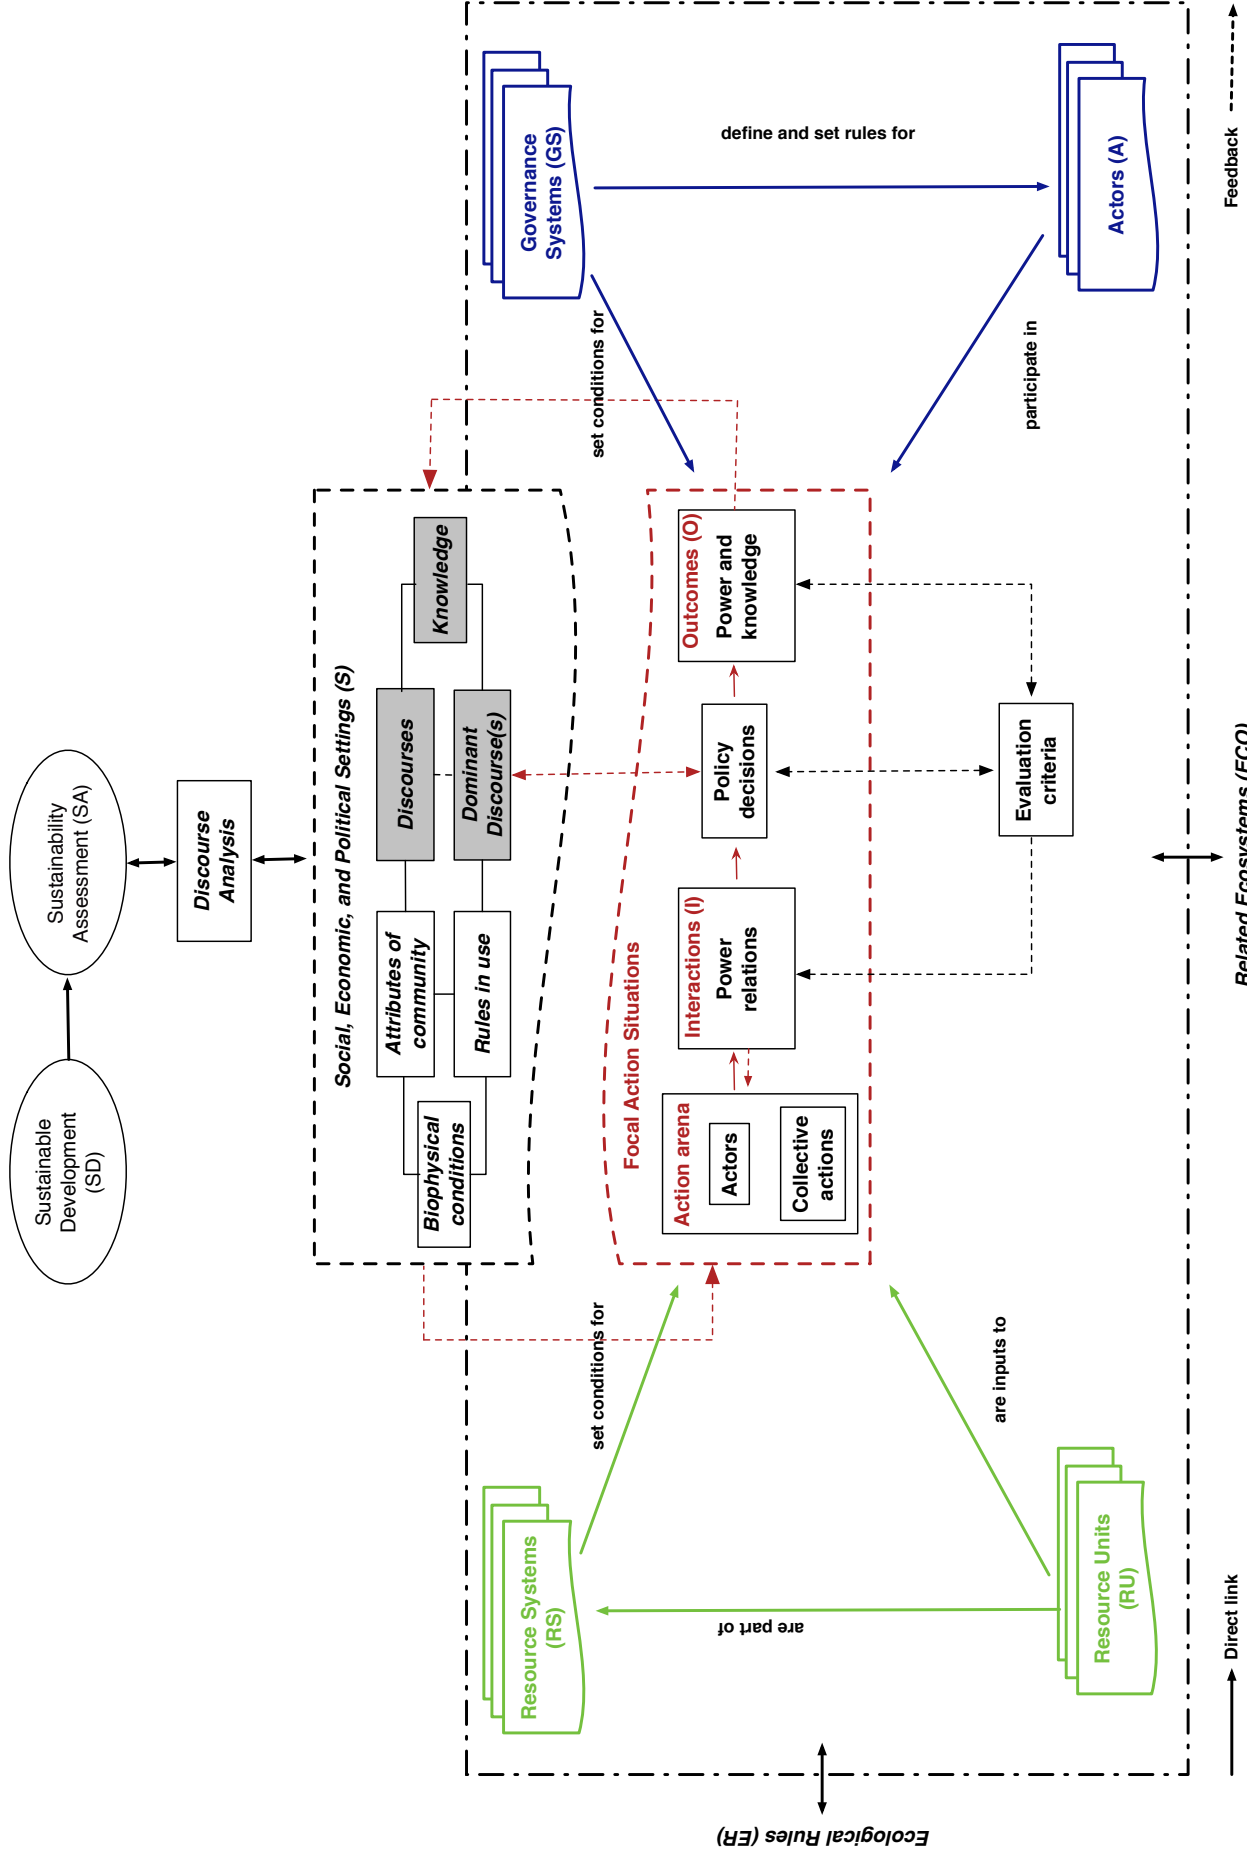 Sustainable
Development
(SD)
Sustainability
Assessment (SA)
Discourse
Analysis
Social, Economic, and Political Settings (S)
Biophysical
conditions
Attributes of
community
Rules in use
Discourses
Dominant
Discourse(s)
Knowledge
Resource Systems
(RS)
set conditions for
Focal Action Situations
Action arena
Actors
Collective
actions
Interactions (I)
Power
relations
Policy
decisions
Outcomes (O)
Power and
knowledge
set conditions for
Governance
Systems (GS)
are part of
define and set rules for
Ecological Rules (ER)
are inputs to
participate in
Evaluation
criteria
Resource Units
(RU)
Actors (A)
Direct link
Related Ecosystems (ECO)
Feedback